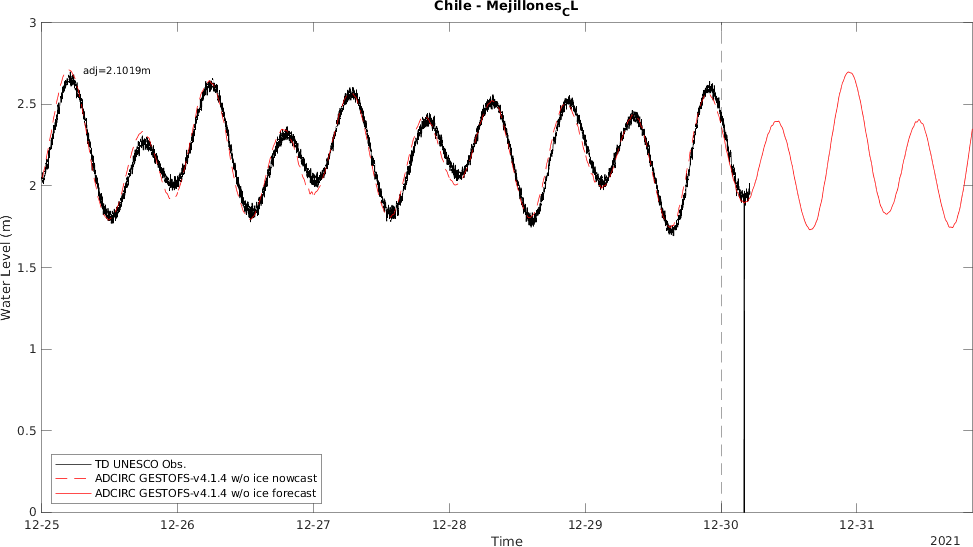 Chile - Mejillones_CL
3
adj=2.1019m
2.5
2
Water Level (m)
1.5
1
0.5
TD UNESCO Obs.
ADCIRC GESTOFS-v4.1.4 w/o ice nowcast
ADCIRC GESTOFS-v4.1.4 w/o ice forecast
0
12-25 12-26 12-27 12-28 12-29 12-30 12-31
Time
2021